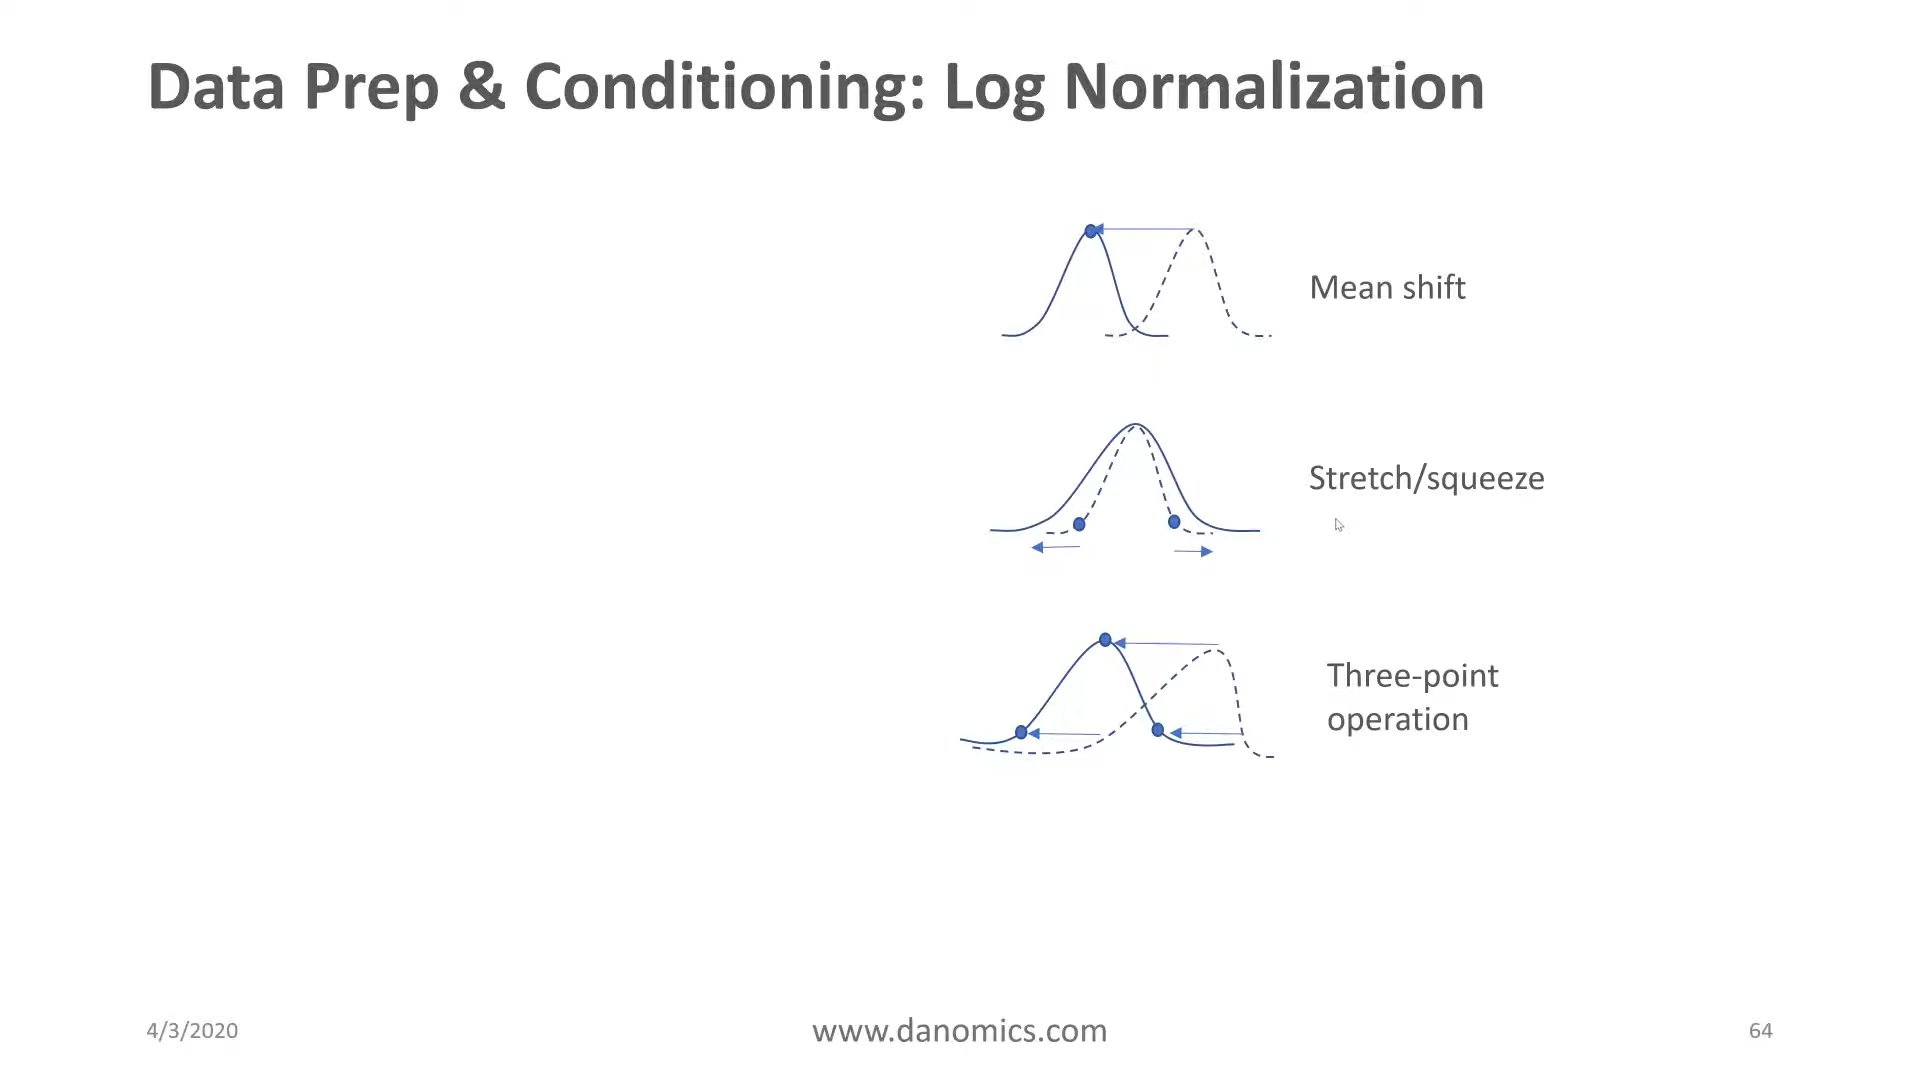 Data Prep & Conditioning: Log Normalization
Mean shift
Stretch/squeeze
Three-point
operation
4/3/2020
www.danomics.com
64